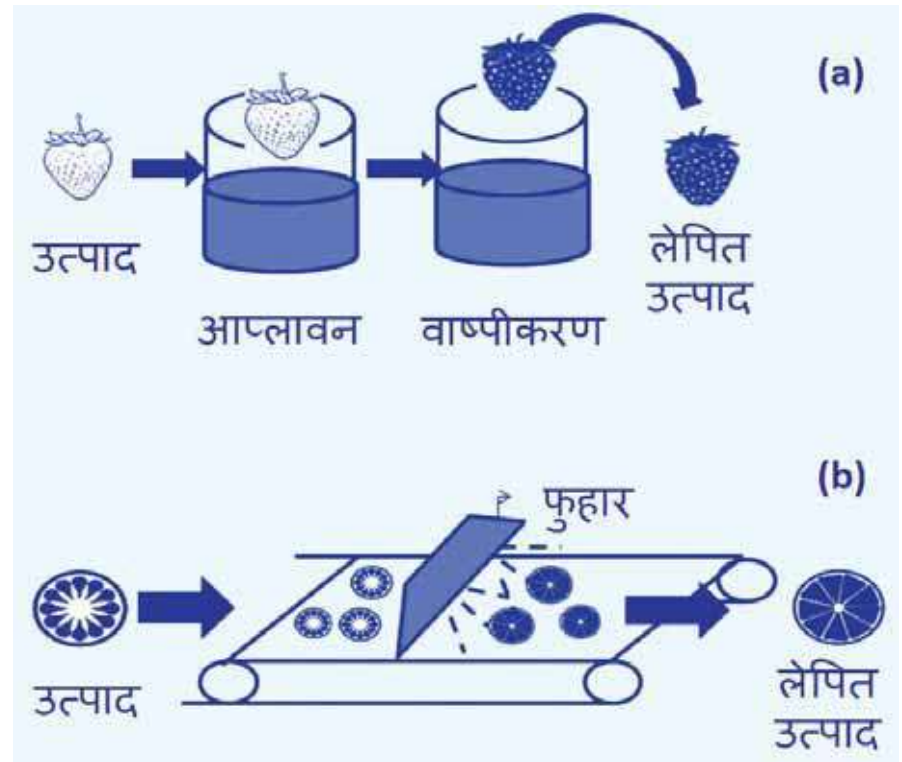 (a)
उत्पाद
आप्लावन
वाष्पीकरण
लेपित
उत्पाद
(b)
फुहार
उत्पाद
लेपित
उत्पाद